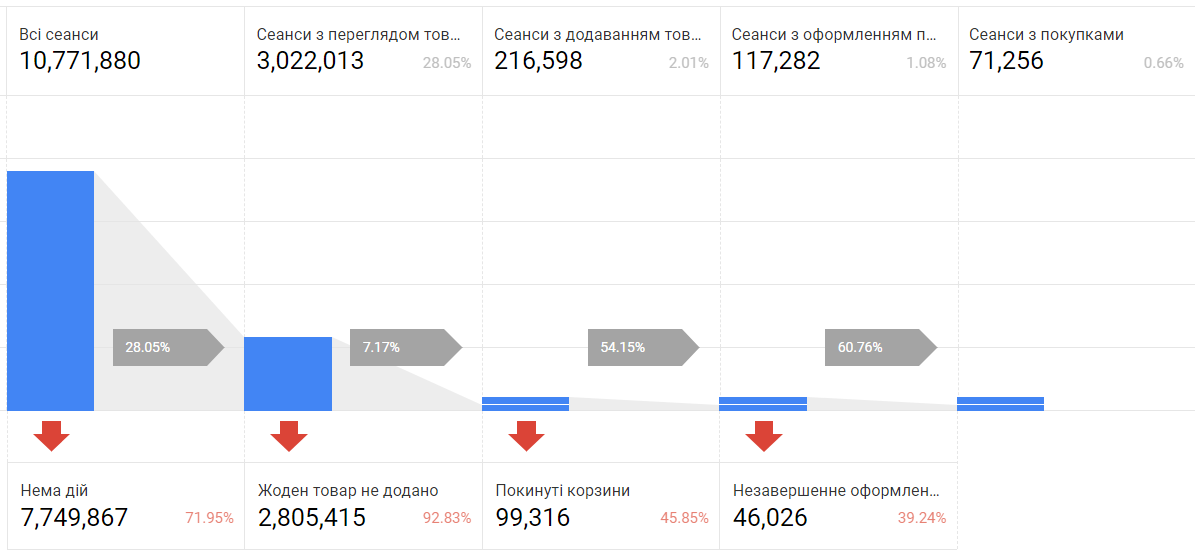 Всі сеанси
10,771,880
Сеанси з переглядом тов...
3,022,013 28.05%
Сеанси з додаванням тов...
216,598 2.01%
Сеанси з оформленням п...
117,282 1.08%
Сеанси з покупками
71,256 0.66%
28.05%
7.17%
54.15%
60.76%
Нема дій
7,749,867 71.95%
Жоден товар не додано
2,805,415 92.83%
Покинуті корзини
99,316 45.85%
Незавершенне оформлен...
46,026 39.24%